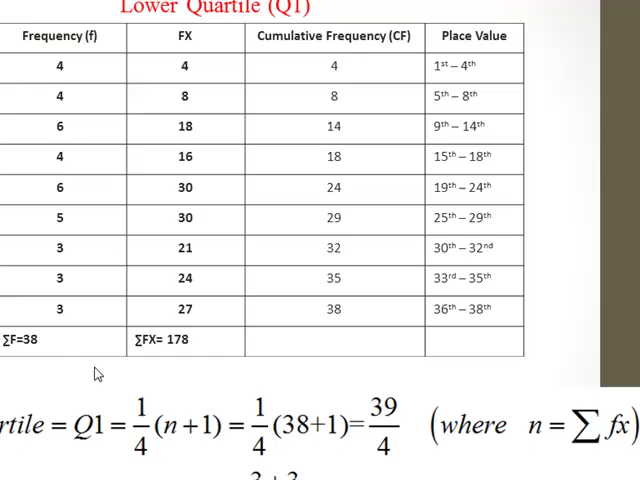 Lower Quartile (Q1)
Frequency (f) FX Cumulative Frequency (CF) Place Value
4 4 4 1st – 4th
4 8 8 5th – 8th
6 18 14 9th – 14th
4 16 18 15th – 18th
6 30 24 19th – 24th
5 30 29 25th – 29th
3 21 32 30th – 32nd
3 24 35 33rd – 35th
3 27 38 36th – 38th
∑F=38 ∑FX= 178
rtile = Q1 = 1/4 (n+1) = 1/4 (38+1)= 39/4 (where n = ∑ fx)
3 + 3